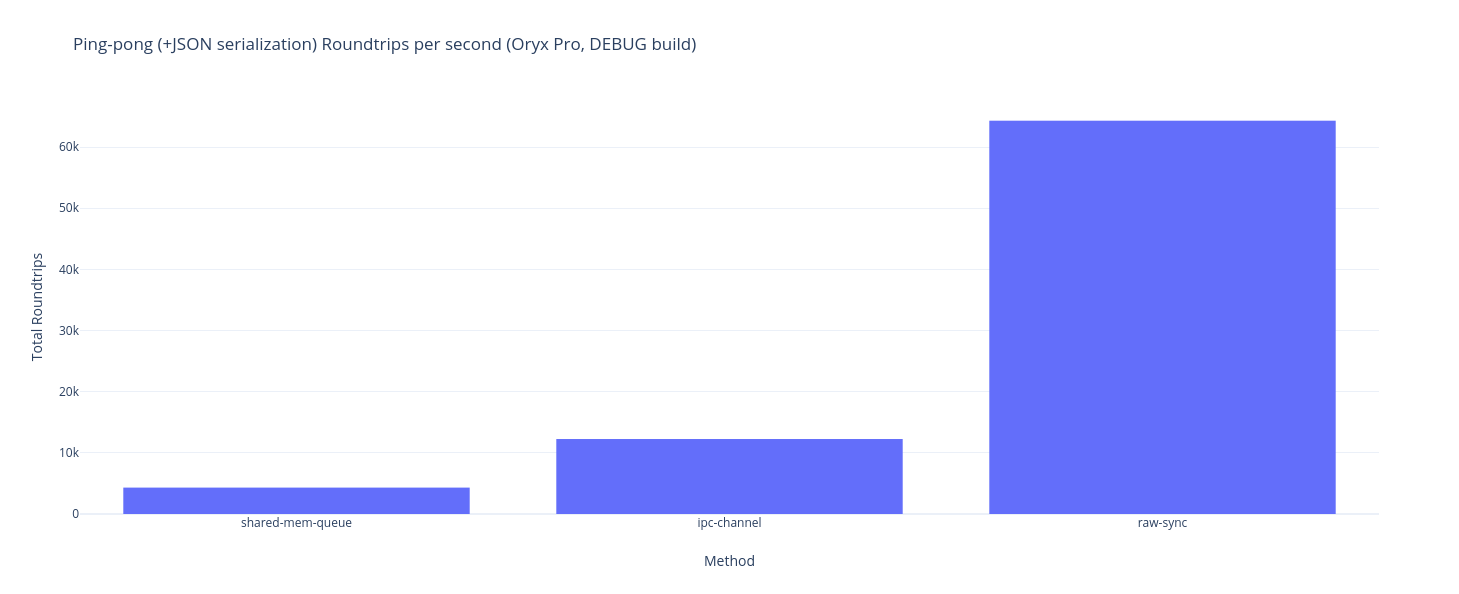 Ping-pong (+JSON serialization) Roundtrips per second (Oryx Pro, DEBUG build)
Total Roundtrips
60k
50k
40k
30k
20k
10k
0
shared-mem-queue
ipc-channel
raw-sync
Method